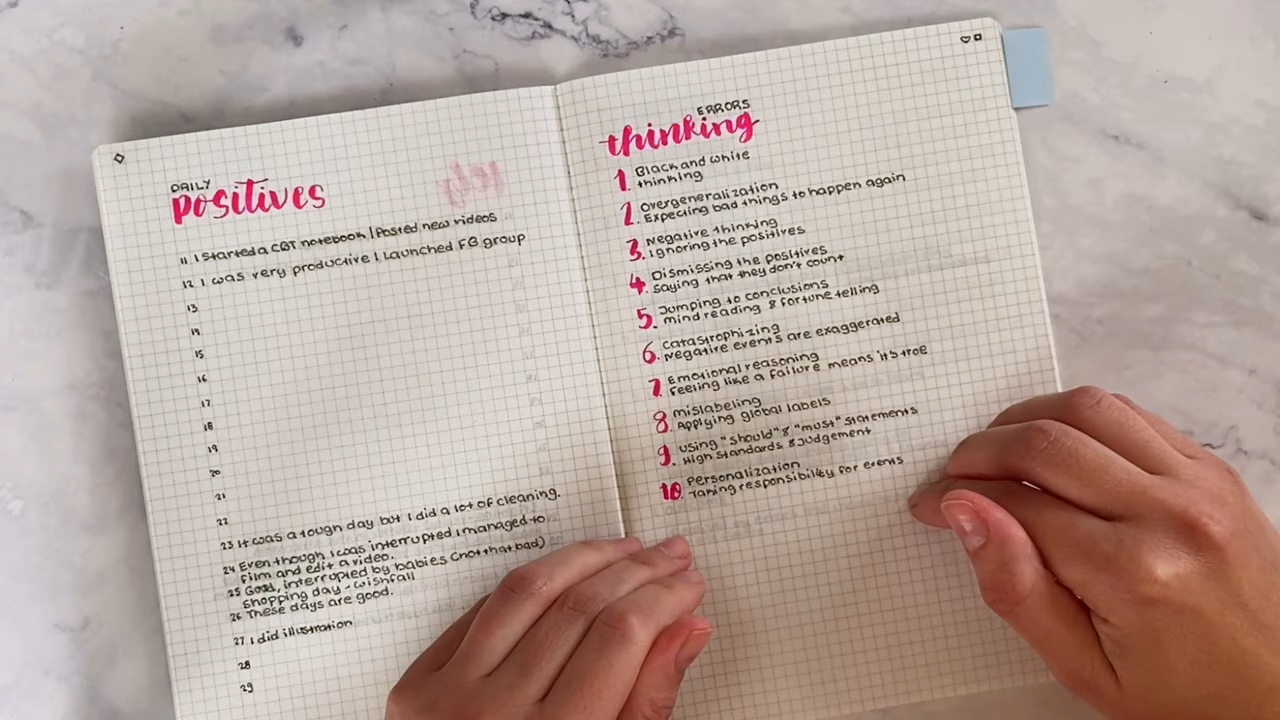 DAILY
positives
11 I started a CBT notebook | Posted new videos
12 I was very productive | Launched FB group
13
14
15
16
17
18
19
20
21
22
23 It was a tough day but I did a lot of cleaning.
24 Even though I was interrupted I managed to
film and edit a video.
25 Good, interrupted by babies (not that bad)
shopping day - wishfall
26 These days are good.
27 I did illustration
28
29
ERRORS
thinking
1. Black and white
thinking
2. Overgeneralization
Expecting bad things to happen again
3. Negative thinking
Ignoring the positives
4. Dismissing the positives
Saying that they don't count
5. Jumping to conclusions
mind reading & fortune telling
6. Catastrophizing
Negative events are exaggerated
7. Emotional reasoning
Feeling like a failure means it's true
8. mislabeling
Applying global labels
9. Using "should" & "must" statements
High standards & judgement
10. Personalization
Taking responsibility for events